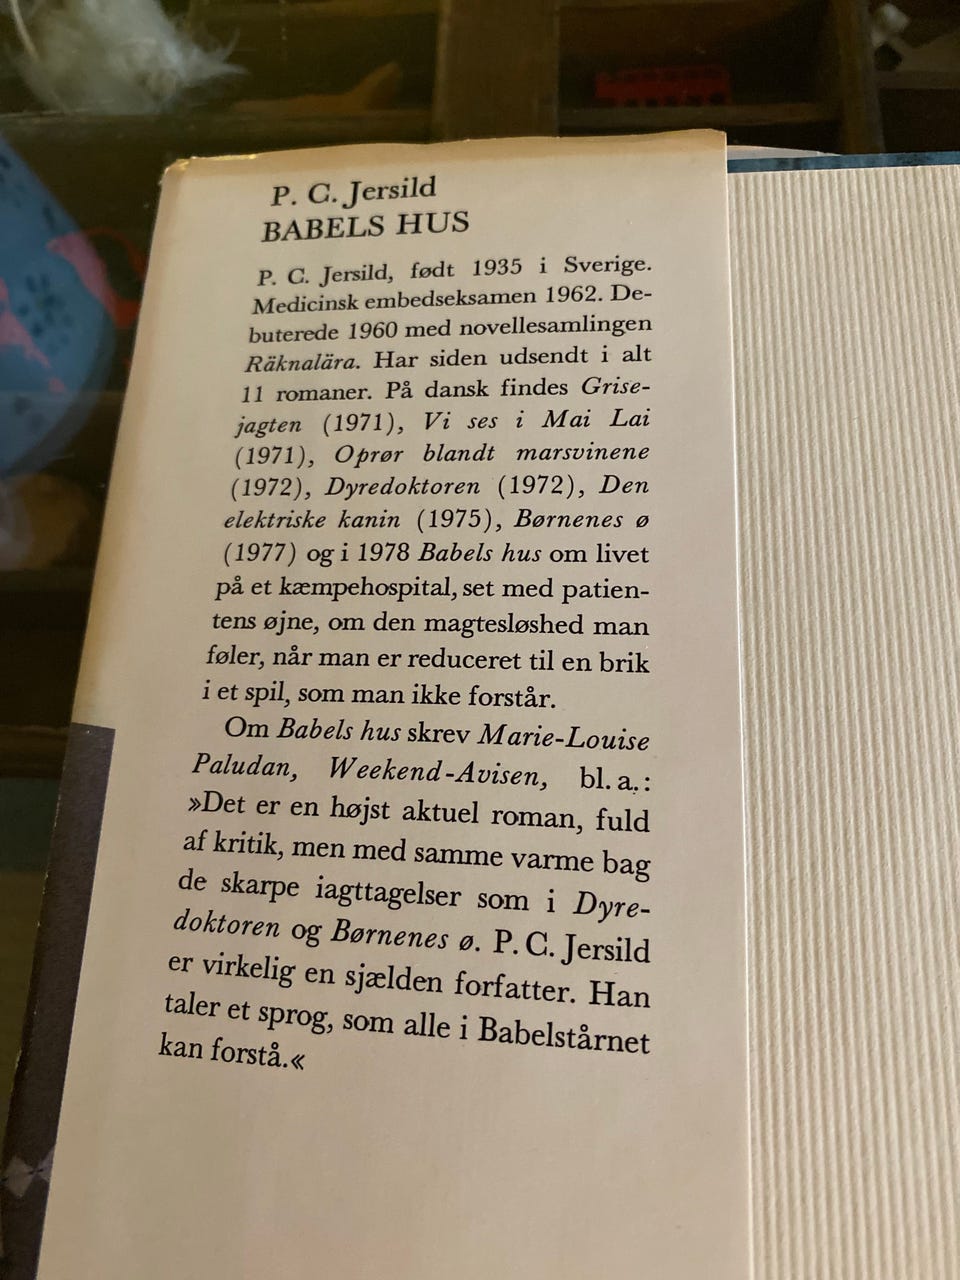 P. C. Jersild
BABELS HUS
P. C. Jersild, født 1935 i Sverige.
Medicinsk embedseksamen 1962. De-
buterede 1960 med novellesamlingen
Räknalära. Har siden udsendt i alt
11 romaner. På dansk findes Grise-
jagten (1971), Vi ses i Mai Lai
(1971), Oprør blandt marsvinene
(1972), Dyredoktoren (1972), Den
elektriske kanin (1975), Børnenes ø
(1977) og i 1978 Babels hus om livet
på et kæmpehospital, set med patien-
tens øjne, om den magtesløshed man
føler, når man er reduceret til en brik
i et spil, som man ikke forstår.
Om Babels hus skrev Marie-Louise
Paludan, Weekend-Avisen, bl. a.:
»Det er en højst aktuel roman, fuld
af kritik, men med samme varme bag
de skarpe iagttagelser som i Dyre-
doktoren og Børnenes ø. P. C. Jersild
er virkelig en sjælden forfatter. Han
taler et sprog, som alle i Babelstårnet
kan forstå.«